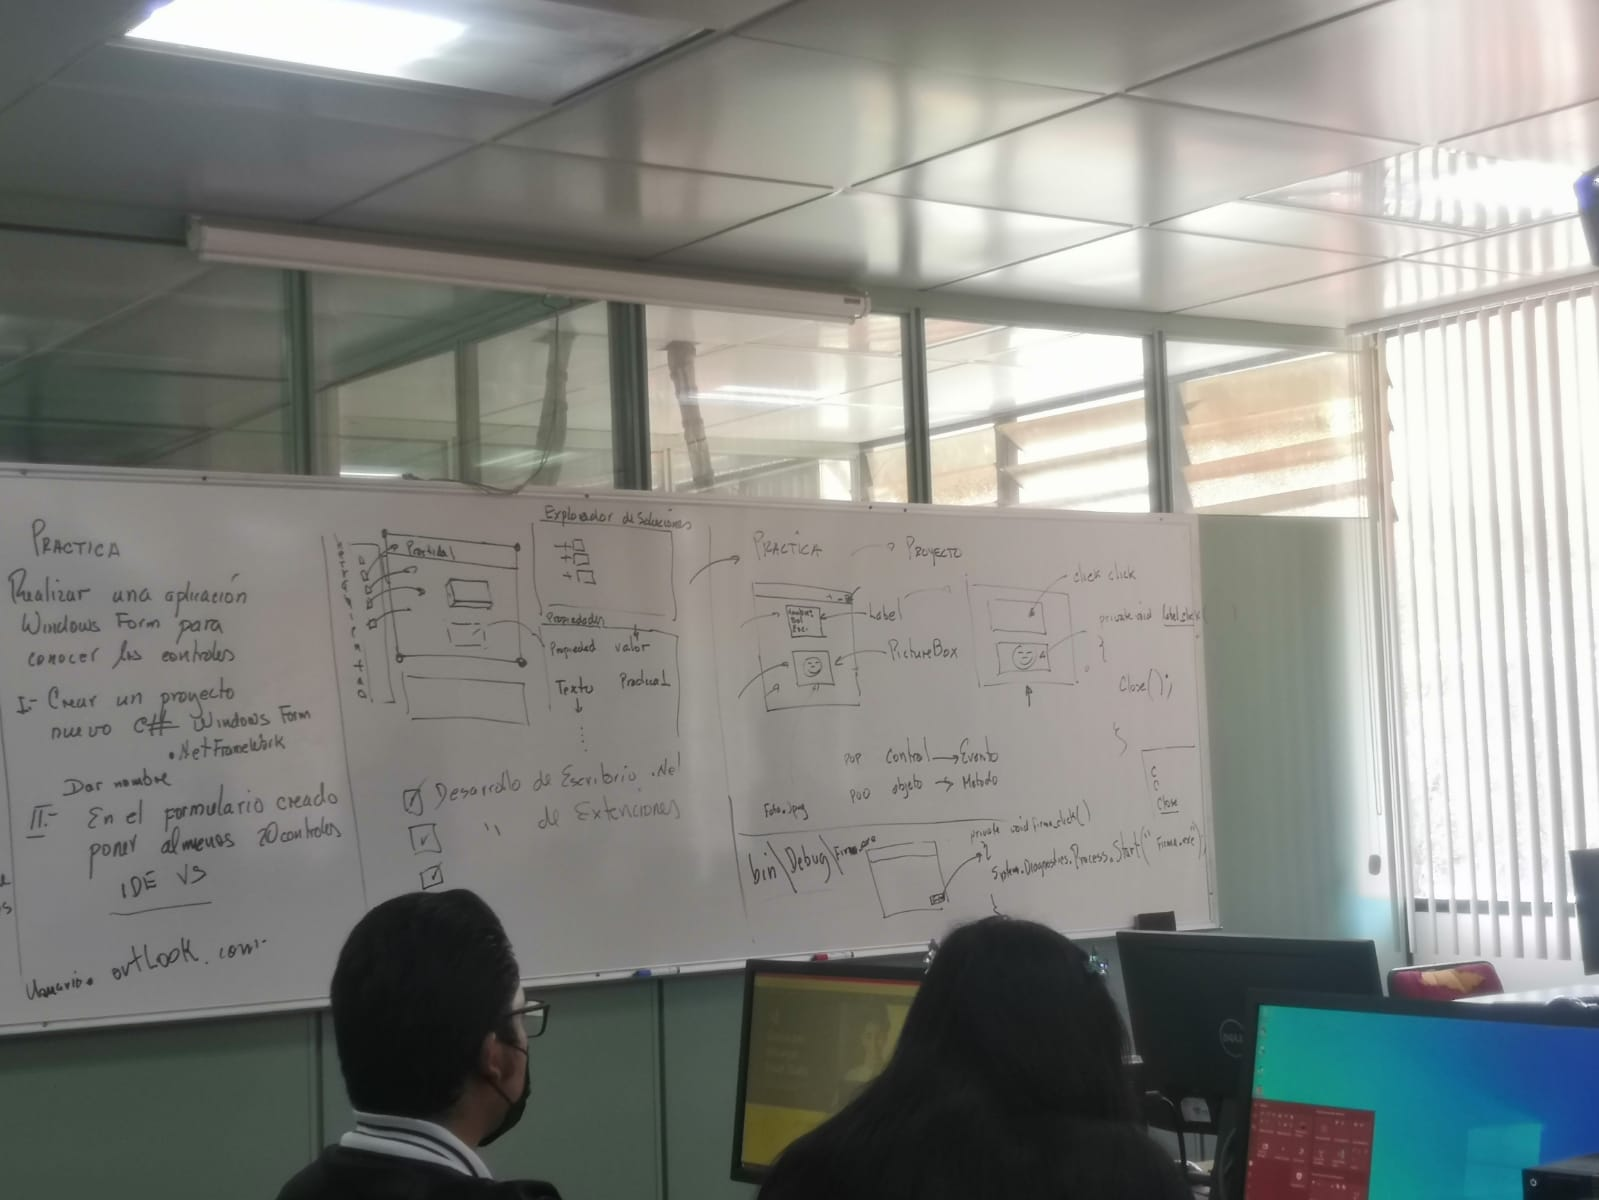 PRACTICA
Realizar una aplicación
Windows Form para
conocer los controles
I.- Crear un proyecto
nuevo C# Windows Form
.NetFrameWork
Dar nombre
II.- En el formulario creado
poner almenos 20 controles
IDE VS
Usuario. outlook.com
Practica1
Explorador de Soluciones
Propiedades
Propiedad valor
Texto Practica1
Desarrollo de Escritorio .Net
" de Extenciones
PRACTICA → PROYECTO
Label
PictureBox
click click
private void label_click
{
Close();
}
POP control → Evento
POO objeto → Metodo
Close
Foto.jpg
bin\Debug\Firma.exe
private void firma_click()
{
System.Diagnostics.Process.Start("Firma.exe");
}
DELL